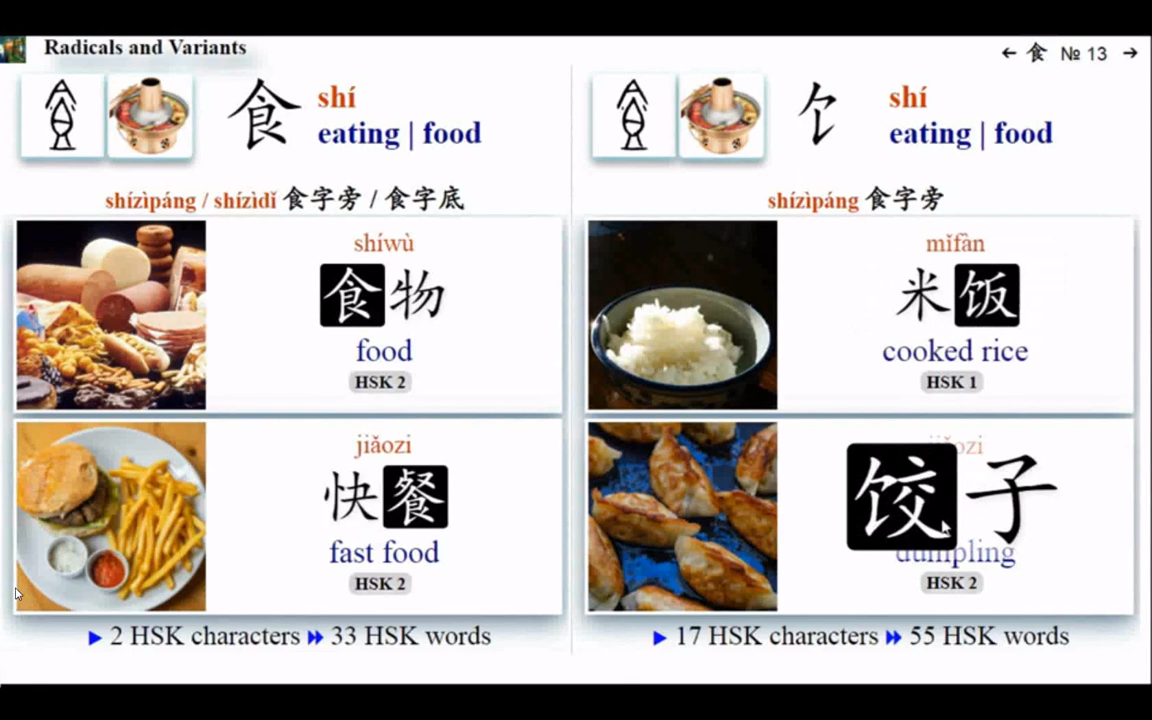 Radicals and Variants
← 食 № 13 →
食 shí
eating | food
shízìpáng / shízìdǐ 食字旁 / 食字底
shíwù
食物
food
HSK 2
jiǎozi
快餐
fast food
HSK 2
▶ 2 HSK characters ▶▶ 33 HSK words
饣 shí
eating | food
shízìpáng 食字旁
mǐfàn
米饭
cooked rice
HSK 1
jiǎozi
饺子
dumpling
HSK 2
▶ 17 HSK characters ▶▶ 55 HSK words